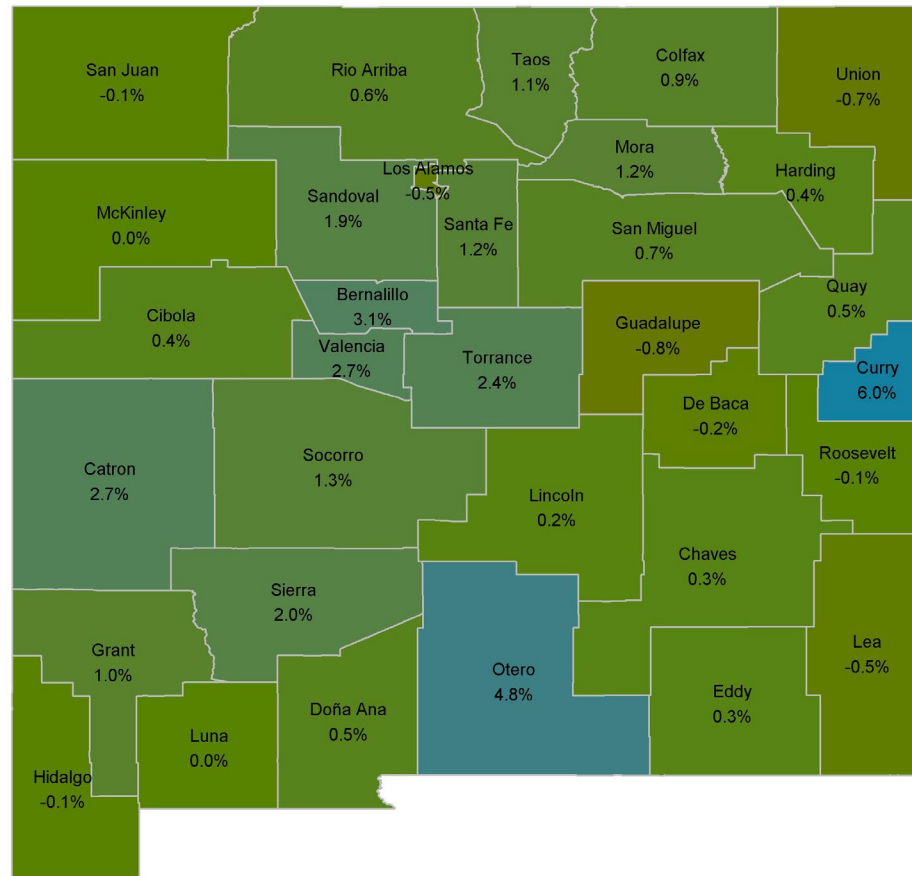 San Juan
-0.1%
Rio Arriba
0.6%
Taos
1.1%
Colfax
0.9%
Union
-0.7%
Los Alamos
-0.5%
Mora
1.2%
Harding
0.4%
McKinley
0.0%
Sandoval
1.9%
Santa Fe
1.2%
San Miguel
0.7%
Quay
0.5%
Cibola
0.4%
Bernalillo
3.1%
Valencia
2.7%
Torrance
2.4%
Guadalupe
-0.8%
Curry
6.0%
De Baca
-0.2%
Roosevelt
-0.1%
Catron
2.7%
Socorro
1.3%
Lincoln
0.2%
Chaves
0.3%
Sierra
2.0%
Grant
1.0%
Otero
4.8%
Lea
-0.5%
Eddy
0.3%
Doña Ana
0.5%
Luna
0.0%
Hidalgo
-0.1%